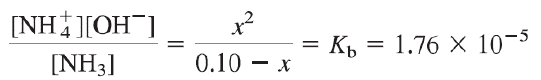 [NH₄⁺][OH⁻] / [NH₃] = x² / (0.10 − x) = K_b = 1.76 × 10⁻⁵